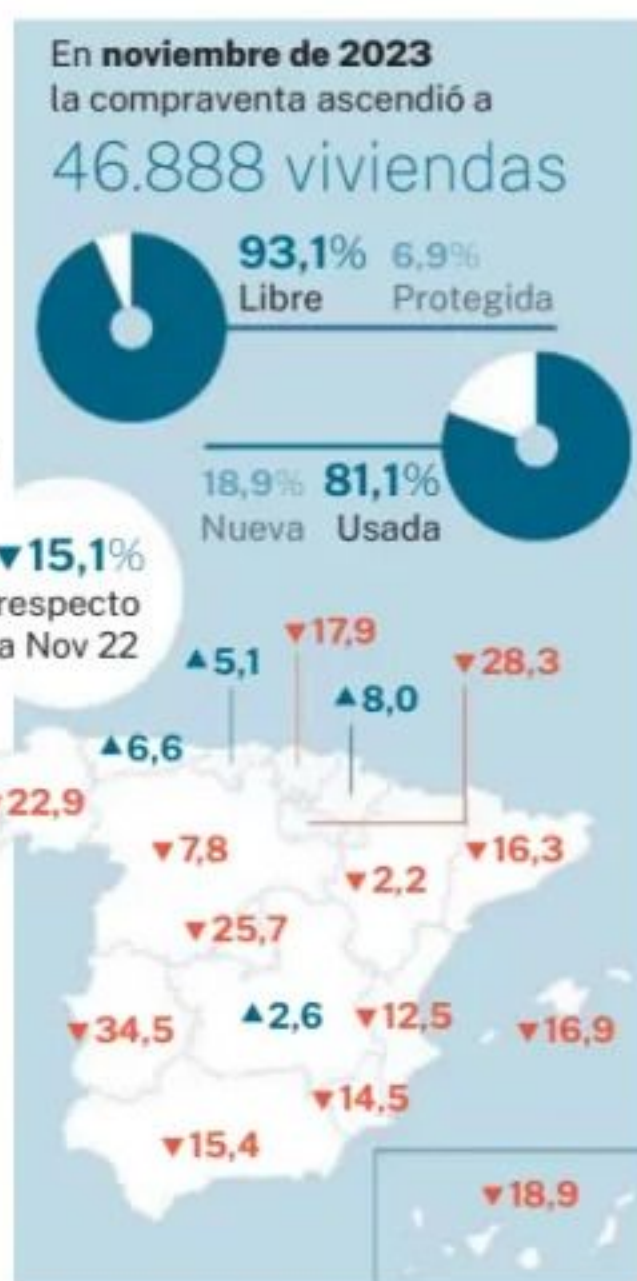 En noviembre de 2023
la compraventa ascendió a
46.888 viviendas
93,1% 6,9%
Libre Protegida
18,9% 81,1%
Nueva Usada
▼15,1%
respecto
a Nov 22
▼17,9
▲5,1
▼28,3
▲8,0
▲6,6
22,9
▼7,8
▼16,3
▼2,2
▼25,7
▲2,6
▼12,5
▼34,5
▼16,9
▼14,5
▼15,4
▼18,9